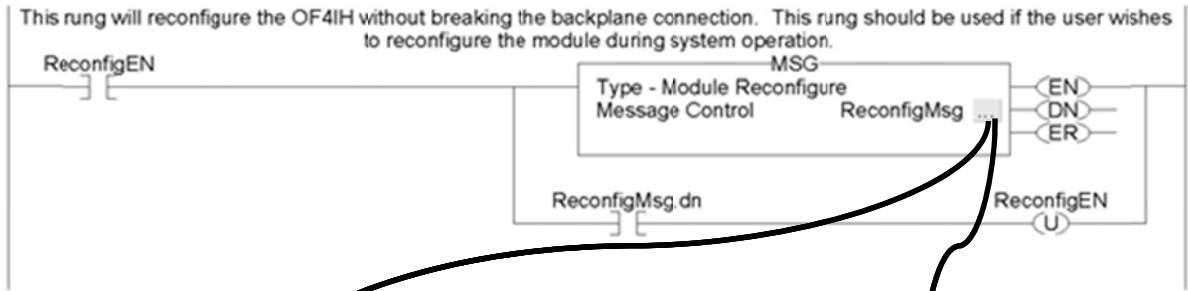 This rung will reconfigure the OF4IH without breaking the backplane connection.  This rung should be used if the user wishes
to reconfigure the module during system operation.
ReconfigEN
MSG
Type - Module Reconfigure
Message Control ReconfigMsg ...
EN
DN
ER
ReconfigMsg.dn
ReconfigEN
U